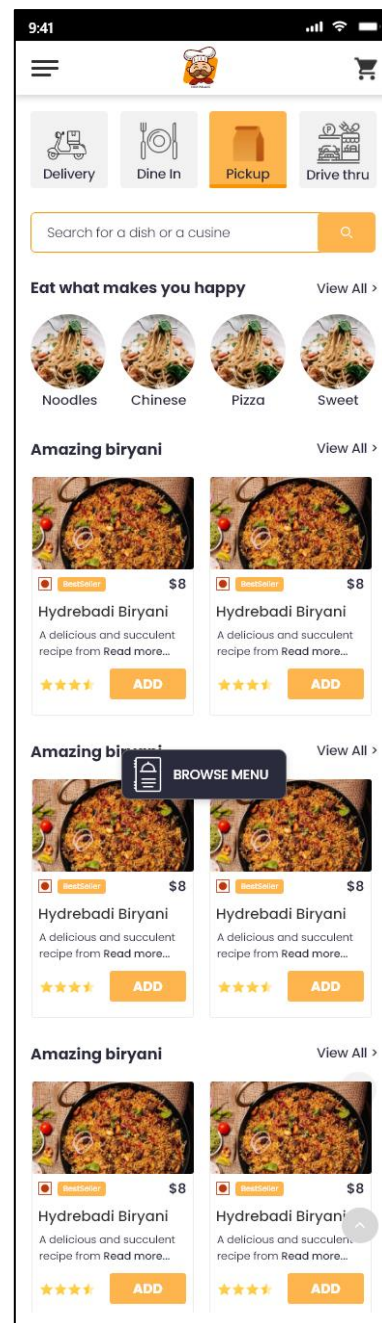 9:41
Delivery
Dine In
Pickup
Drive thru
Search for a dish or a cusine
Eat what makes you happy
View All >
Noodles
Chinese
Pizza
Sweet
Amazing biryani
View All >
BestSeller
$8
BestSeller
$8
Hydrebadi Biryani
Hydrebadi Biryani
A delicious and succulent
recipe from Read more...
A delicious and succulent
recipe from Read more...
ADD
ADD
Amazing
View All >
BROWSE MENU
BestSeller
$8
BestSeller
$8
Hydrebadi Biryani
Hydrebadi Biryani
A delicious and succulent
recipe from Read more...
A delicious and succulent
recipe from Read more...
ADD
ADD
Amazing biryani
View All >
BestSeller
$8
BestSeller
$8
Hydrebadi Biryani
Hydrebadi Biryani
A delicious and succulent
recipe from Read more...
A delicious and succulent
recipe from Read more...
ADD
ADD